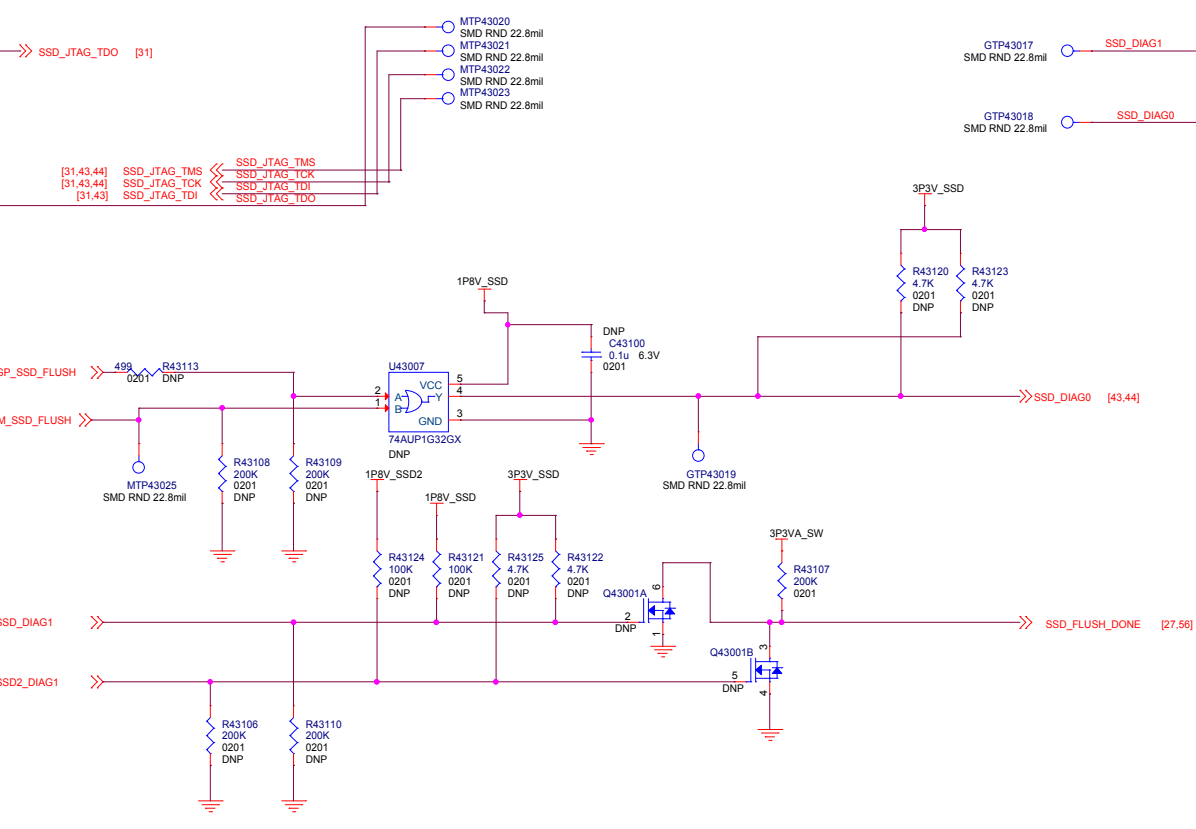 MTP43020
SMD RND 22.8mil
MTP43021
SMD RND 22.8mil
MTP43022
SMD RND 22.8mil
MTP43023
SMD RND 22.8mil
SSD_JTAG_TDO [31]
GTP43017
SMD RND 22.8mil
SSD_DIAG1
GTP43018
SMD RND 22.8mil
SSD_DIAG0
[31,43,44] SSD_JTAG_TMS SSD_JTAG_TMS
[31,43,44] SSD_JTAG_TCK SSD_JTAG_TCK
[31,43] SSD_JTAG_TDI SSD_JTAG_TDI
SSD_JTAG_TDO
3P3V_SSD
R43120
4.7K
0201
DNP
R43123
4.7K
0201
DNP
1P8V_SSD
DNP
C43100
0.1u 6.3V
0201
GP_SSD_FLUSH
499 R43113
0201 DNP
U43007
VCC 5
2 A Y 4
1 B
GND 3
74AUP1G32GX
DNP
SSD_DIAG0 [43,44]
M_SSD_FLUSH
MTP43025
SMD RND 22.8mil
R43108
200K
0201
DNP
R43109
200K
0201
DNP
GTP43019
SMD RND 22.8mil
1P8V_SSD2
1P8V_SSD
3P3V_SSD
R43124
100K
0201
DNP
R43121
100K
0201
DNP
R43125
4.7K
0201
DNP
R43122
4.7K
0201
DNP
3P3VA_SW
R43107
200K
0201
Q43001A
6
2
DNP
1
SSD_DIAG1
SSD_FLUSH_DONE [27,56]
Q43001B
3
5
DNP
4
SSD2_DIAG1
R43106
200K
0201
DNP
R43110
200K
0201
DNP